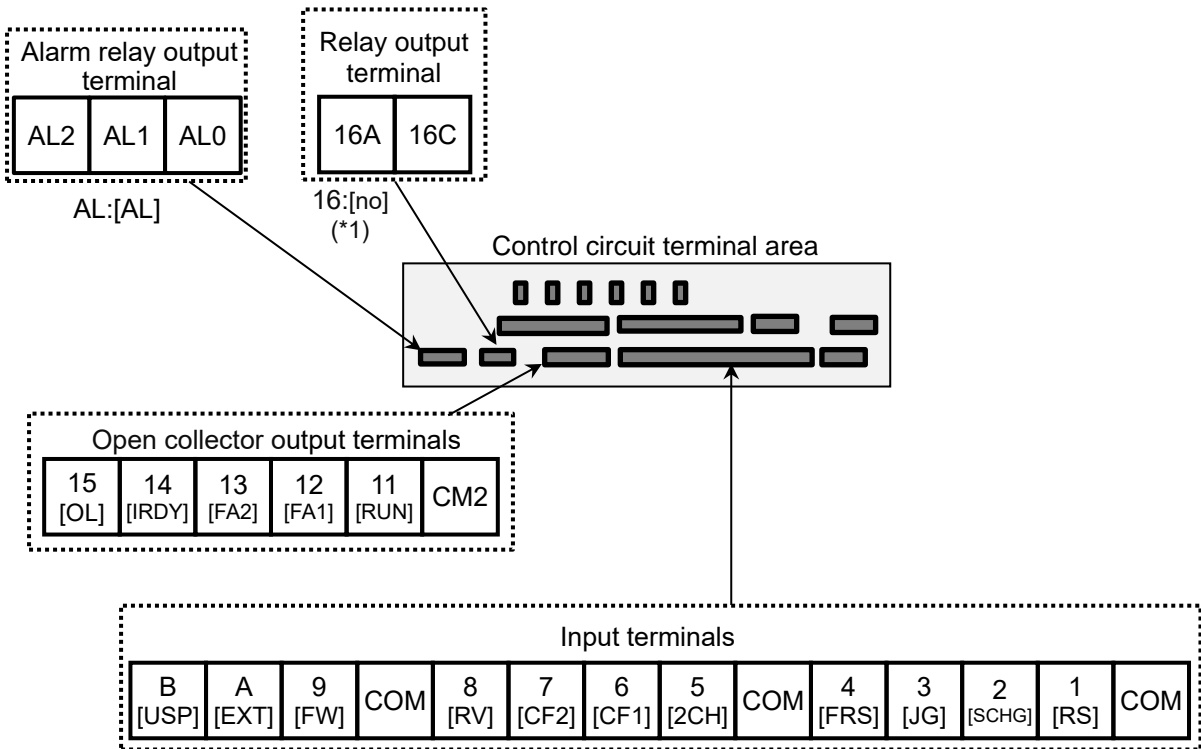 Alarm relay output
terminal
AL2 AL1 AL0
AL:[AL]
Relay output
terminal
16A 16C
16:[no]
(*1)
Control circuit terminal area
Open collector output terminals
15 14 13 12 11 CM2
[OL] [IRDY] [FA2] [FA1] [RUN]
Input terminals
B A 9 COM 8 7 6 5 COM 4 3 2 1 COM
[USP] [EXT] [FW] [RV] [CF2] [CF1] [2CH] [FRS] [JG] [SCHG] [RS]